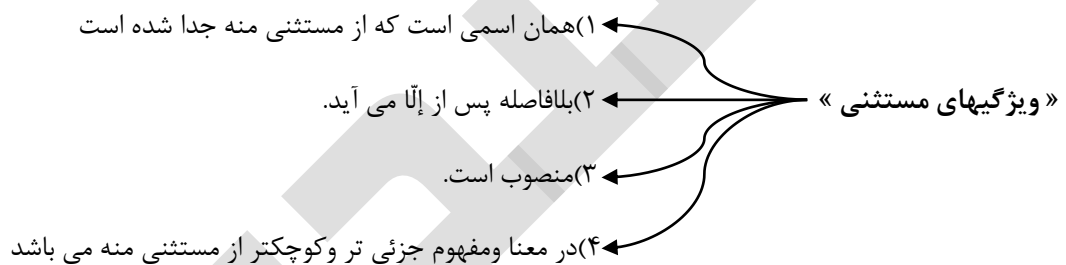 ۱)همان اسمی است که از مستثنی منه جدا شده است
« ویژگیهای مستثنی »
۲)بلافاصله پس از إلّا می آید.
۳)منصوب است.
۴)در معنا ومفهوم جزئی تر وکوچکتر از مستثنی منه می باشد